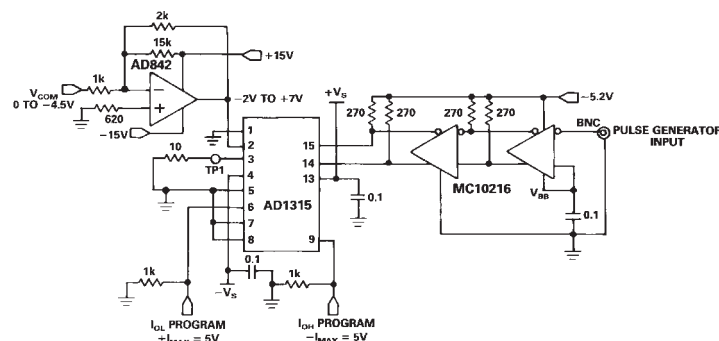 2k
15k
+15V
AD842
1k
V_COM
0 TO −4.5V
620
−15V
−2V TO +7V
+V_S
−5.2V
270
270
270
270
BNC
PULSE GENERATOR
INPUT
1
2
10
3
TP1
4
5
6
7
8
15
14
13
9
AD1315
0.1
MC10216
V_BB
0.1
0.1
1k
1k
−V_S
I_OL PROGRAM
+I_MAX = 5V
I_OH PROGRAM
−I_MAX = 5V